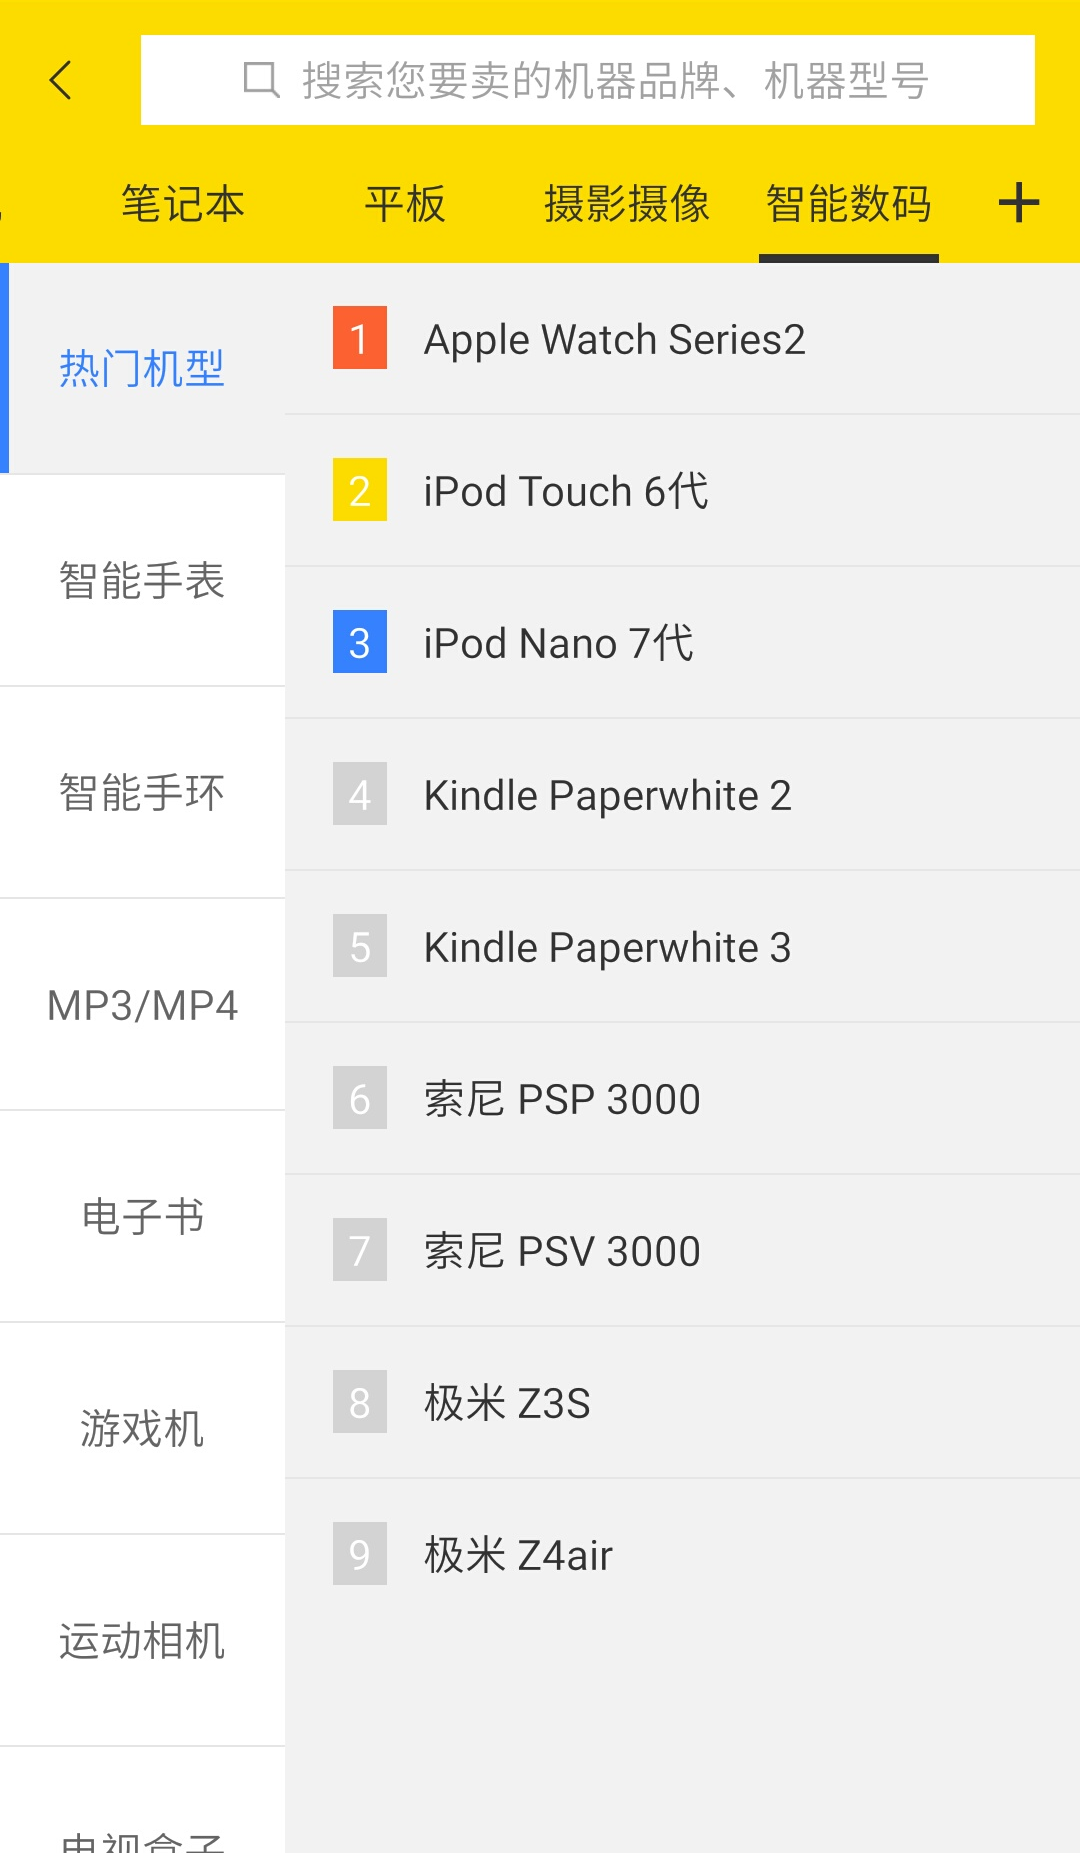 搜索您要卖的机器品牌、机器型号
笔记本 平板 摄影摄像 智能数码 +
热门机型
智能手表
智能手环
MP3/MP4
电子书
游戏机
运动相机
电视盒子
1 Apple Watch Series2
2 iPod Touch 6代
3 iPod Nano 7代
4 Kindle Paperwhite 2
5 Kindle Paperwhite 3
6 索尼 PSP 3000
7 索尼 PSV 3000
8 极米 Z3S
9 极米 Z4air